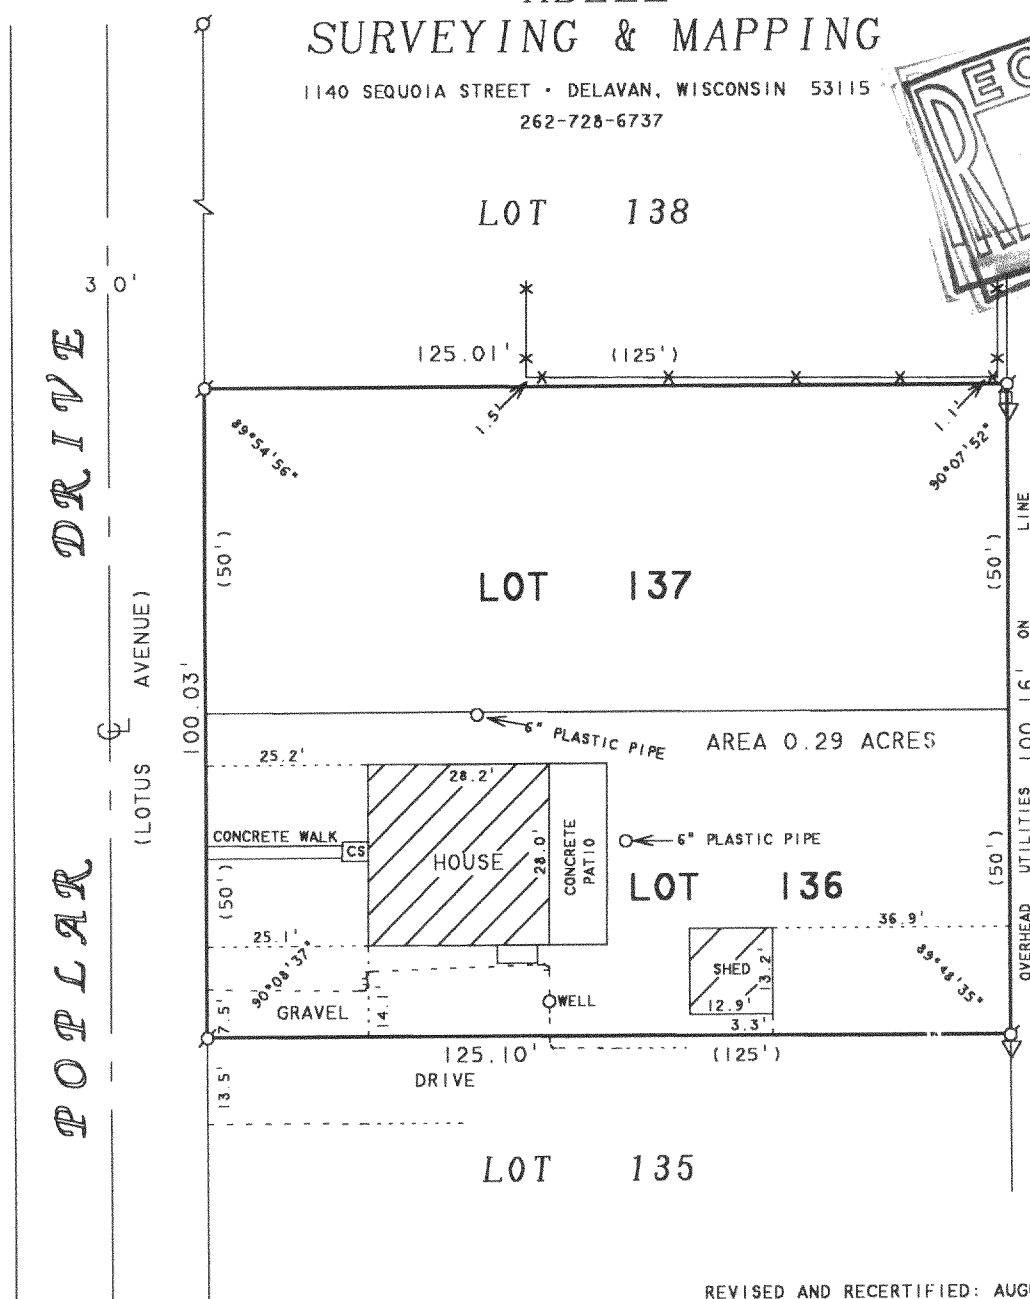 SURVEYING & MAPPING
1140 SEQUOIA STREET • DELAVAN, WISCONSIN 53115
262-728-6737
LOT 138
30'
125.01' (125')
1.5'
1.1'
89°54'56"
90°07'52"
POPLAR DRIVE
(LOTUS AVENUE)
100.03'
(50')
(50')
LOT 137
OVERHEAD UTILITIES 100.16' ON LINE
6" PLASTIC PIPE
AREA 0.29 ACRES
25.2'
28.2'
CONCRETE WALK
CS
HOUSE
28.0'
CONCRETE
PATIO
6" PLASTIC PIPE
LOT 136
(50')
(50')
25.1'
36.9'
90°08'37"
89°48'35"
SHED
13.2'
12.9'
3.3'
GRAVEL
14.1'
WELL
7.5'
125.10' (125')
DRIVE
13.5'
LOT 135
REVISED AND RECERTIFIED: